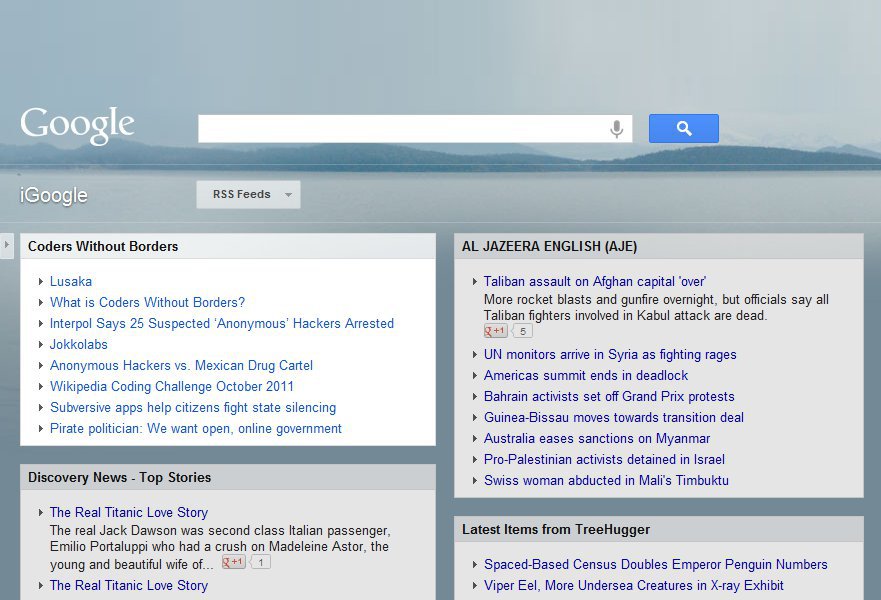 Google
iGoogle
RSS Feeds
Coders Without Borders
Lusaka
What is Coders Without Borders?
Interpol Says 25 Suspected ‘Anonymous’ Hackers Arrested
Jokkolabs
Anonymous Hackers vs. Mexican Drug Cartel
Wikipedia Coding Challenge October 2011
Subversive apps help citizens fight state silencing
Pirate politician: We want open, online government
Discovery News - Top Stories
The Real Titanic Love Story
The real Jack Dawson was second class Italian passenger,
Emilio Portaluppi who had a crush on Madeleine Astor, the
young and beautiful wife of... g +1 1
The Real Titanic Love Story
AL JAZEERA ENGLISH (AJE)
Taliban assault on Afghan capital 'over'
More rocket blasts and gunfire overnight, but officials say all
Taliban fighters involved in Kabul attack are dead.
g +1 5
UN monitors arrive in Syria as fighting rages
Americas summit ends in deadlock
Bahrain activists set off Grand Prix protests
Guinea-Bissau moves towards transition deal
Australia eases sanctions on Myanmar
Pro-Palestinian activists detained in Israel
Swiss woman abducted in Mali's Timbuktu
Latest Items from TreeHugger
Spaced-Based Census Doubles Emperor Penguin Numbers
Viper Eel, More Undersea Creatures in X-ray Exhibit